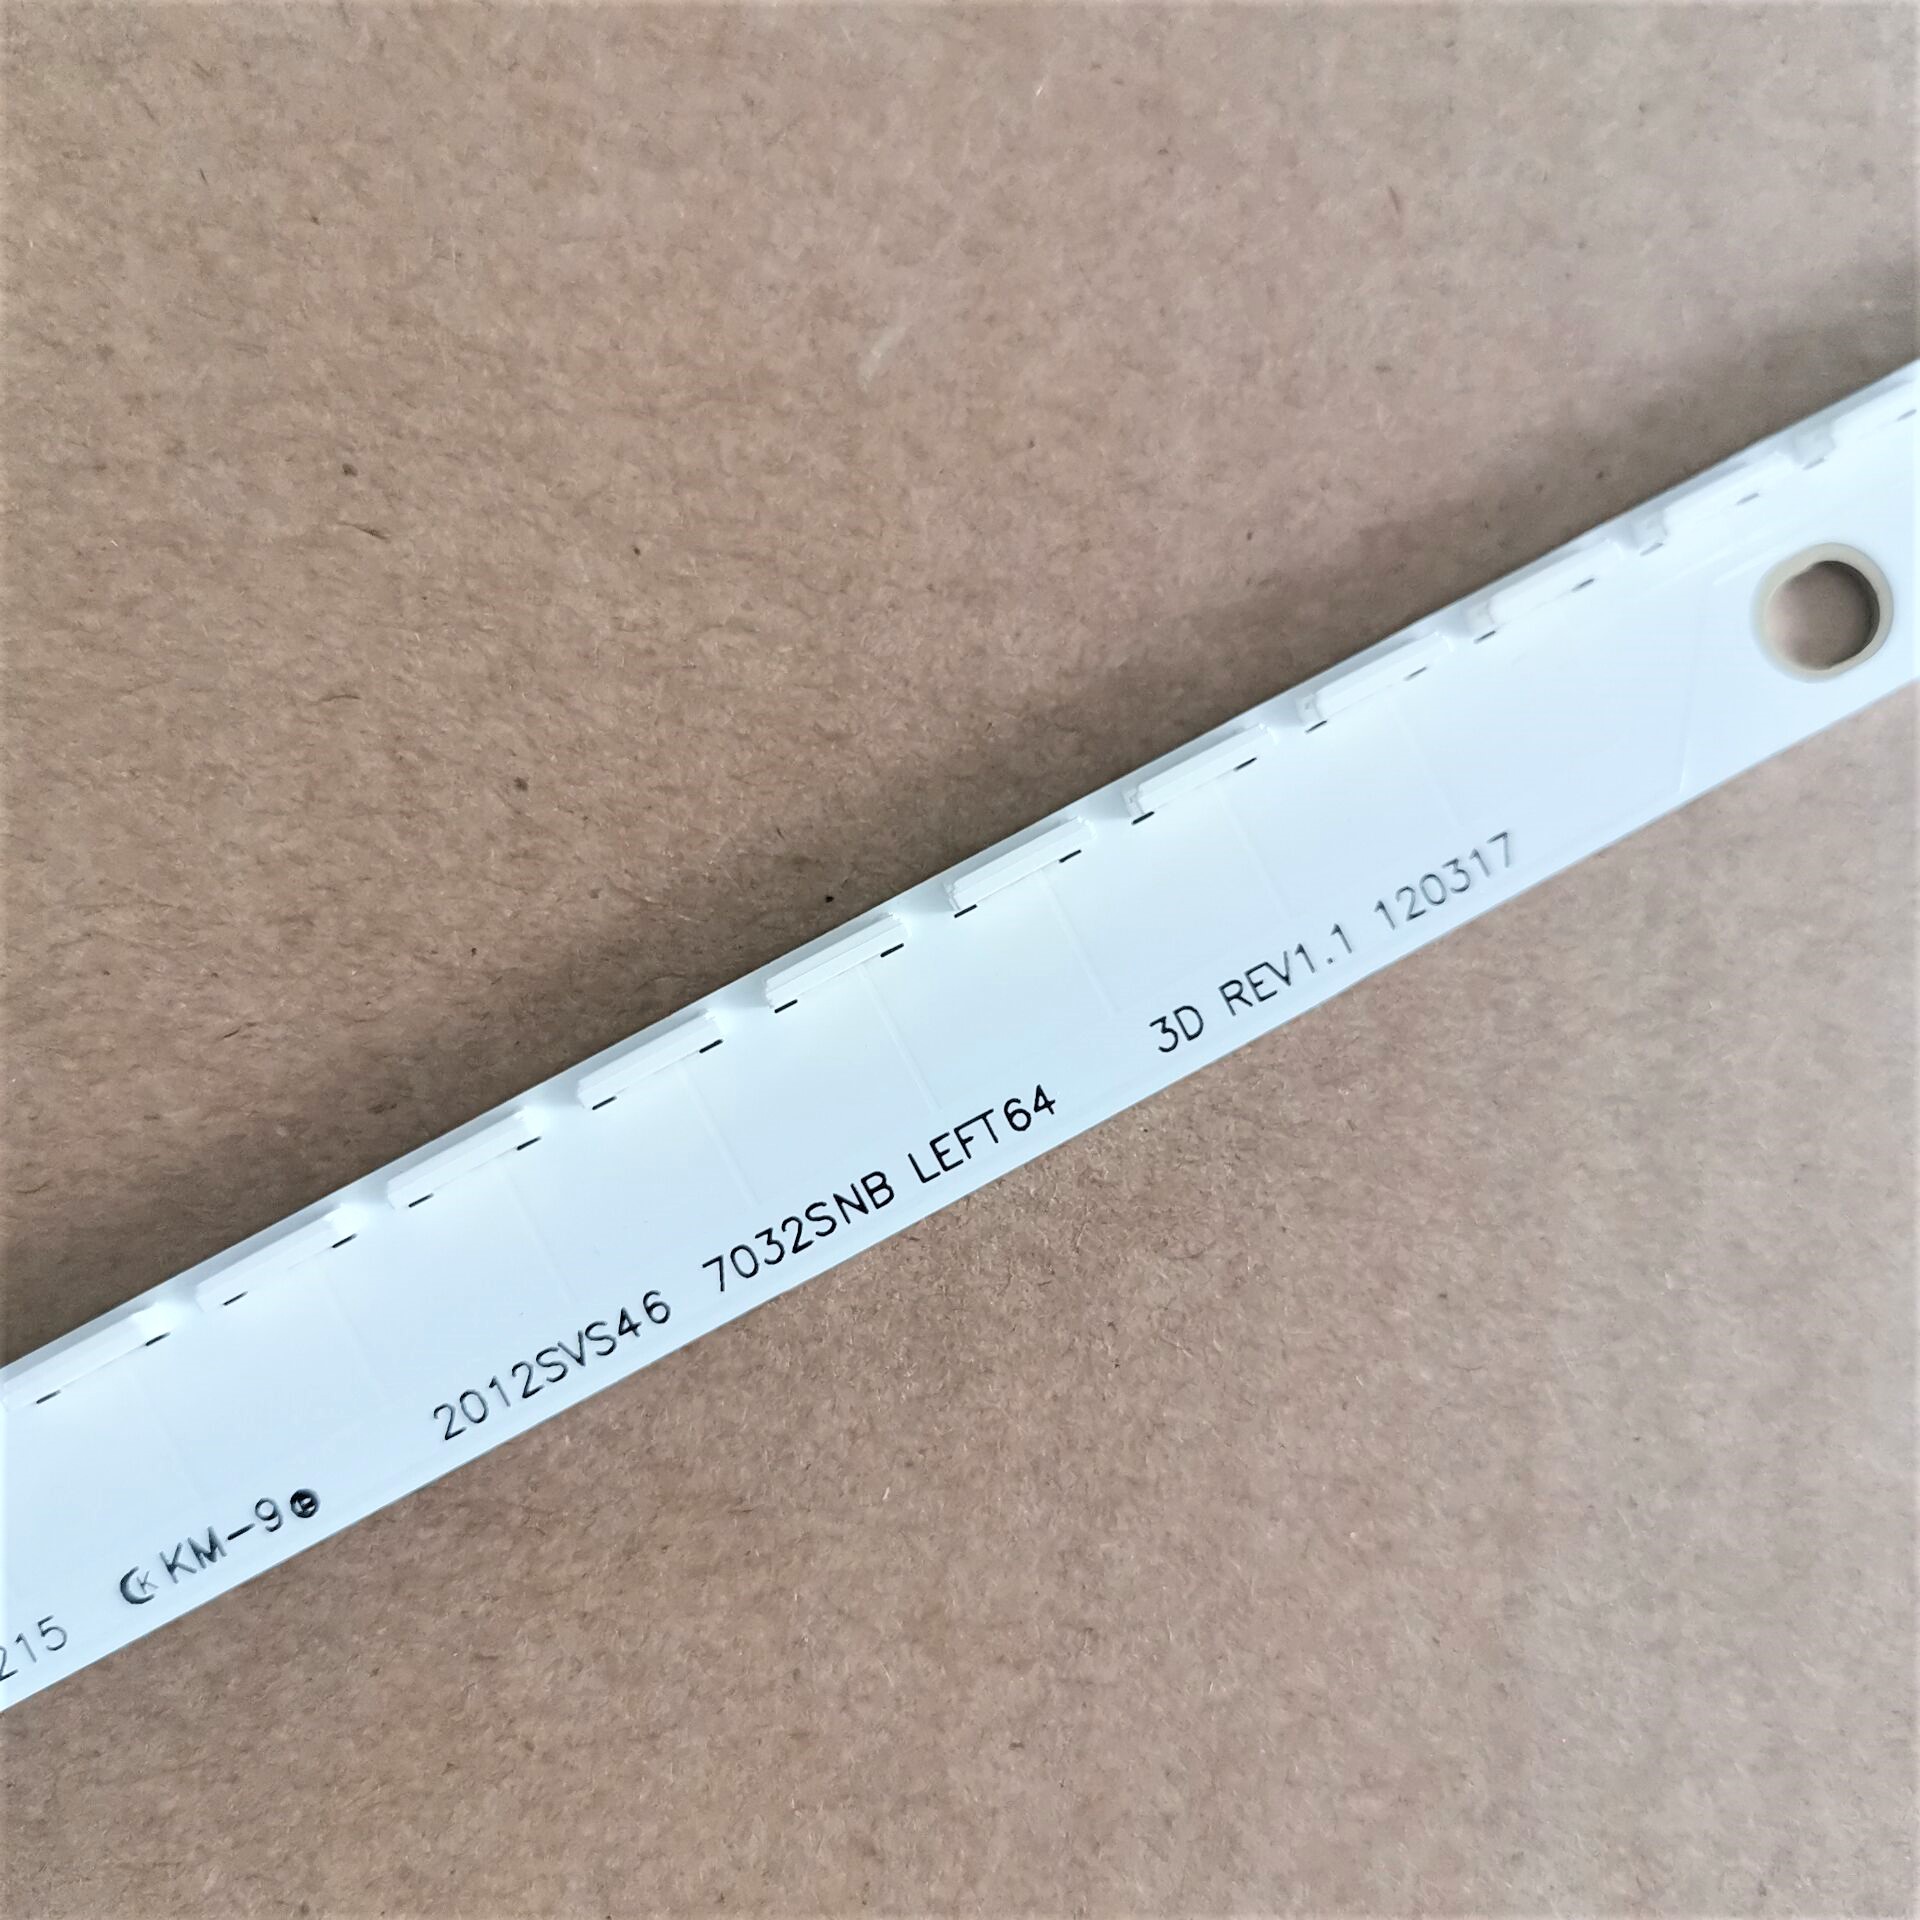 215 KM-9
2012SVS46 7032SNB LEFT64 3D REV1.1 120317